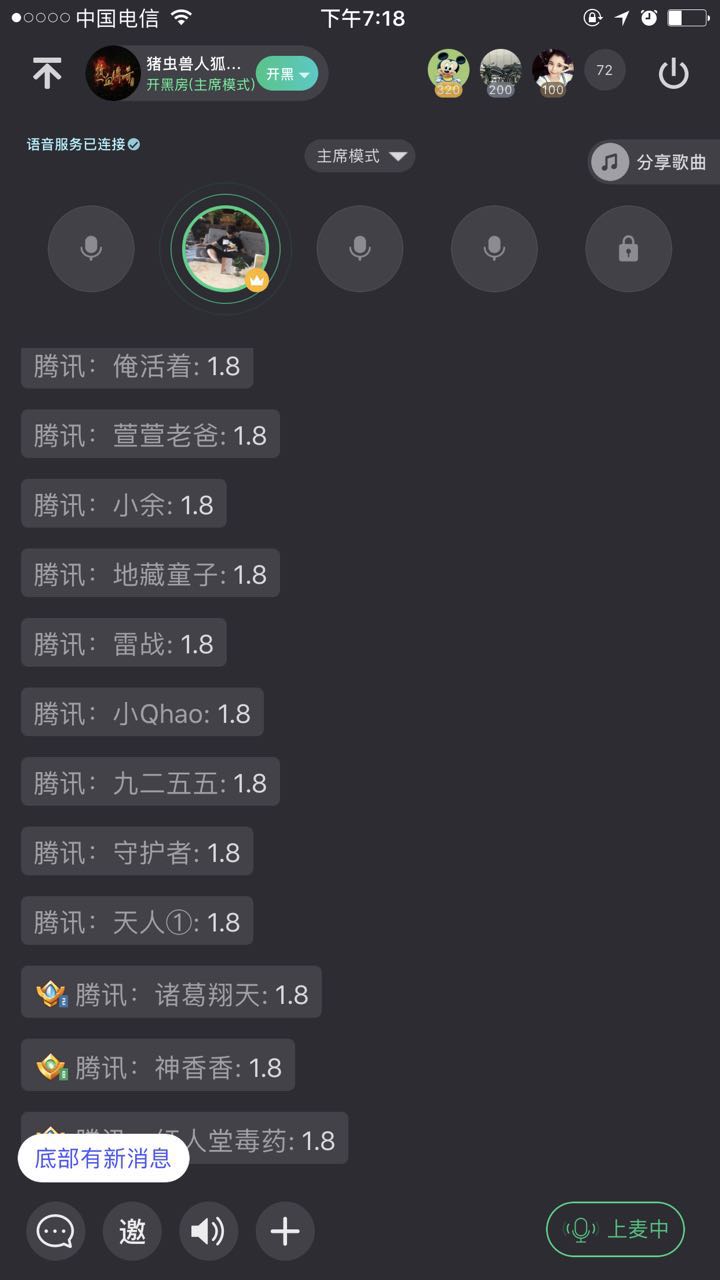 中国电信
下午7:18
猪虫兽人狐...
开黑房(主席模式)
开黑
320
200
100
72
语音服务已连接
主席模式
分享歌曲
腾讯： 俺活着: 1.8
腾讯： 萱萱老爸: 1.8
腾讯： 小余: 1.8
腾讯： 地藏童子: 1.8
腾讯： 雷战: 1.8
腾讯： 小Qhao: 1.8
腾讯： 九二五五: 1.8
腾讯： 守护者: 1.8
腾讯： 天人①: 1.8
腾讯： 诸葛翔天: 1.8
腾讯： 神香香: 1.8
人堂毒药: 1.8
底部有新消息
邀
上麦中